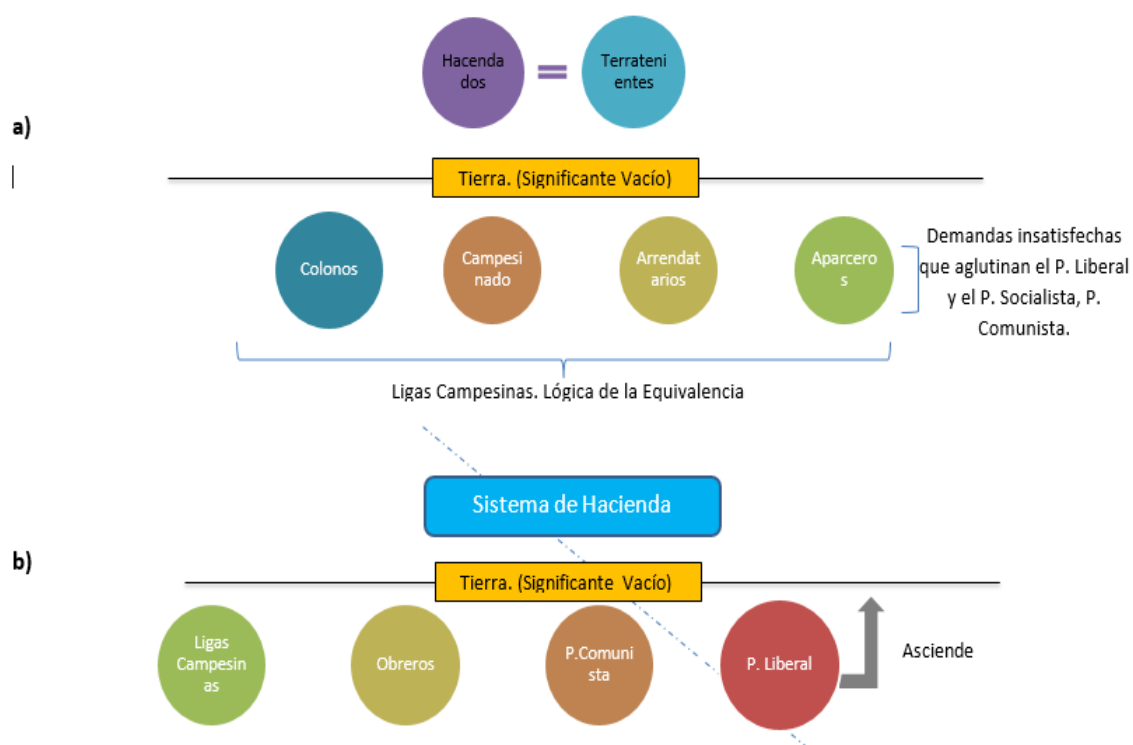 Hacenda
dos
Terrateni
entes
a)
Tierra. (Significante Vacío)
Colonos
Campesi
nado
Arrendat
arios
Aparcero
s
Demandas insatisfechas
que aglutinan el P. Liberal
y el P. Socialista, P.
Comunista.
Ligas Campesinas. Lógica de la Equivalencia
Sistema de Hacienda
b)
Tierra. (Significante Vacío)
Ligas
Campesin
as
Obreros
P.Comuni
sta
P. Liberal
Asciende